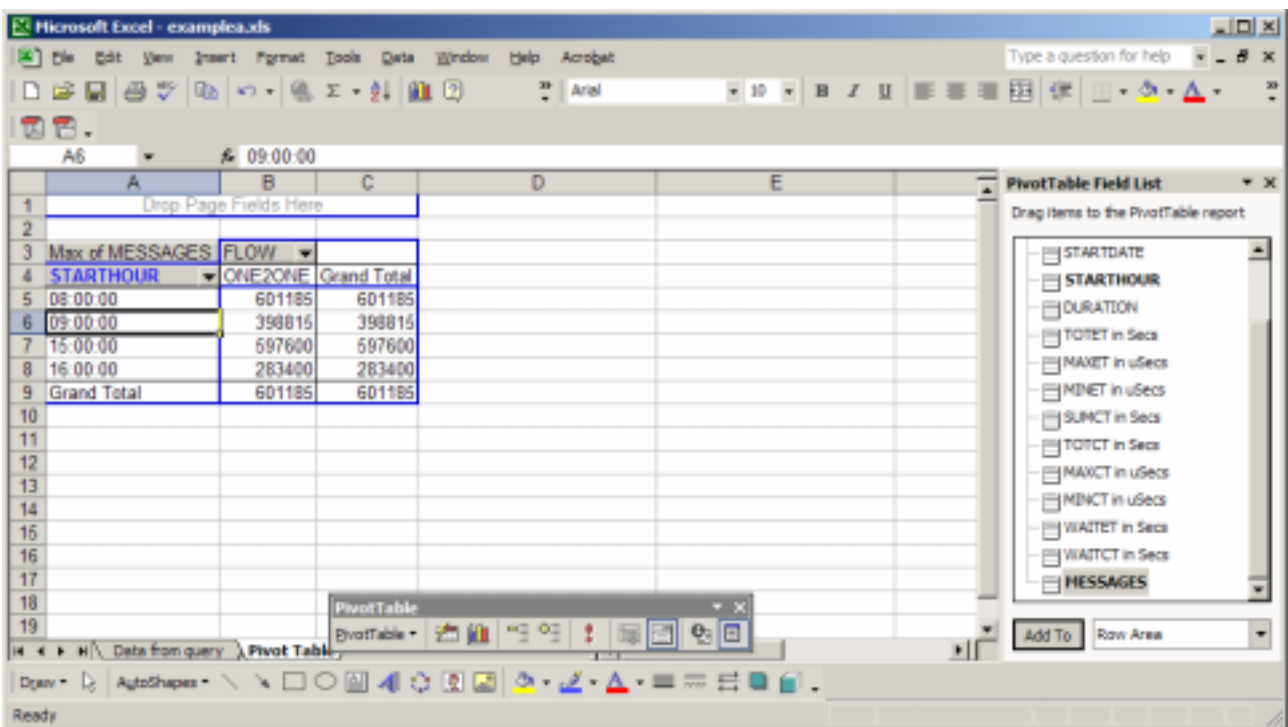 Microsoft Excel - examplea.xls
File Edit View Insert Format Tools Data Window Help Acrobat Type a question for help
Arial 10 B I U
A6 fx 09:00:00
A B C D E
PivotTable Field List
1 Drop Page Fields Here
Drag items to the PivotTable report
2
3 Max of MESSAGES FLOW
4 STARTHOUR ONE2ONE Grand Total
5 08:00:00 601185 601185
6 09:00:00 398815 398815
7 15:00:00 597600 597600
8 16:00:00 283400 283400
9 Grand Total 601185 601185
10
11
12
13
14
15
16
17
18
19
STARTDATE
STARTHOUR
DURATION
TOTET in Secs
MAXET in uSecs
MINET in uSecs
SUMCT in Secs
TOTCT in Secs
MAXCT in uSecs
MINCT in uSecs
WAITET in Secs
WAITCT in Secs
MESSAGES
PivotTable
PivotTable
Add To Row Area
Data from query Pivot Table
Draw AutoShapes
Ready